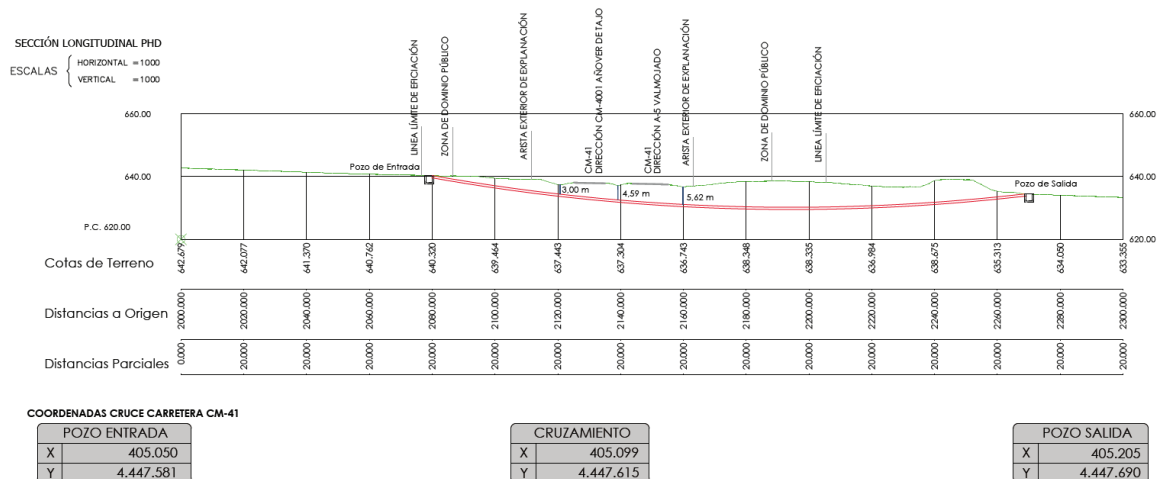 SECCIÓN LONGITUDINAL PHD
ESCALAS
HORIZONTAL =1000
VERTICAL =1000
LINEA LÍMITE DE EFICIACIÓN
ZONA DE DOMINIO PÚBLICO
ARISTA EXTERIOR DE EXPLANACIÓN
CM-41
DIRECCIÓN CM-4001 AÑOVER DE TAJO
CM-41
DIRECCIÓN A-5 VALMOJADO
ARISTA EXTERIOR DE EXPLANACIÓN
ZONA DE DOMINIO PÚBLICO
LINEA LÍMITE DE EFICIACIÓN
660.00 660.00
640.00 640.00
Pozo de Entrada
Pozo de Salida
3,00 m
4,59 m
5,62 m
P.C. 620.00
620.00
Cotas de Terreno 642.679 642.077 641.370 640.762 640.320 639.464 637.443 637.304 636.743 638.348 638.335 636.984 638.675 635.313 634.050 633.355
Distancias a Origen 2000.000 2020.000 2040.000 2060.000 2080.000 2100.000 2120.000 2140.000 2160.000 2180.000 2200.000 2220.000 2240.000 2260.000 2280.000 2300.000
Distancias Parciales 0.000 20.000 20.000 20.000 20.000 20.000 20.000 20.000 20.000 20.000 20.000 20.000 20.000 20.000 20.000 20.000
COORDENADAS CRUCE CARRETERA CM-41
POZO ENTRADA
X 405.050
Y 4.447.581
CRUZAMIENTO
X 405.099
Y 4.447.615
POZO SALIDA
X 405.205
Y 4.447.690